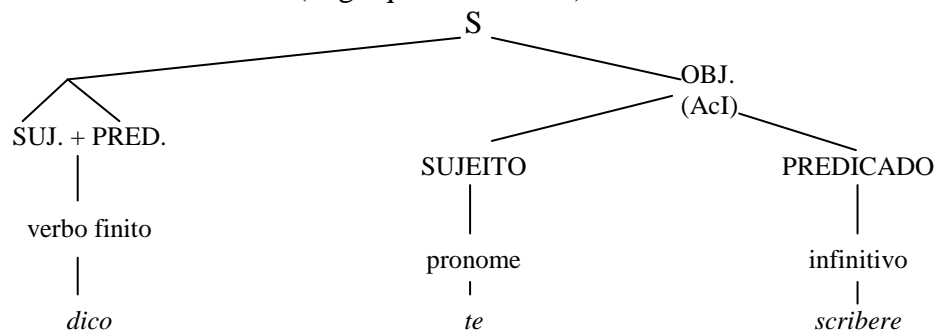 S
OBJ.
(AcI)
SUJ. + PRED.
SUJEITO PREDICADO
verbo finito
pronome infinitivo
dico te scribere